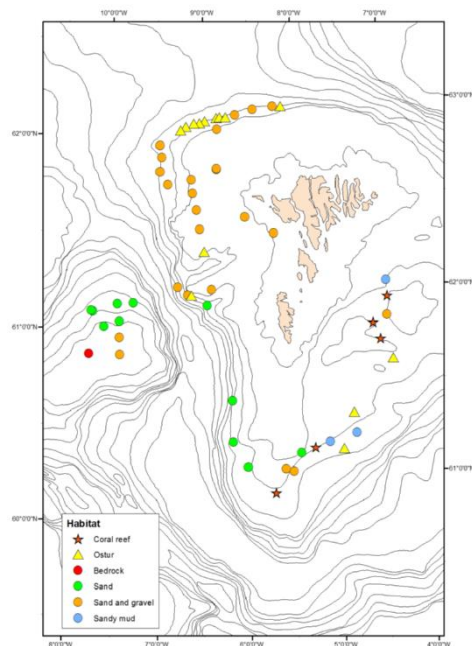 10°0'0"W 9°0'0"W 8°0'0"W 7°0'0"W
63°0'0"N
62°0'0"N
62°0'0"N
61°0'0"N
61°0'0"N
60°0'0"N
Habitat
Coral reef
Ostur
Bedrock
Sand
Sand and gravel
Sandy mud
8°0'0"W 7°0'0"W 6°0'0"W 5°0'0"W 4°0'0"W